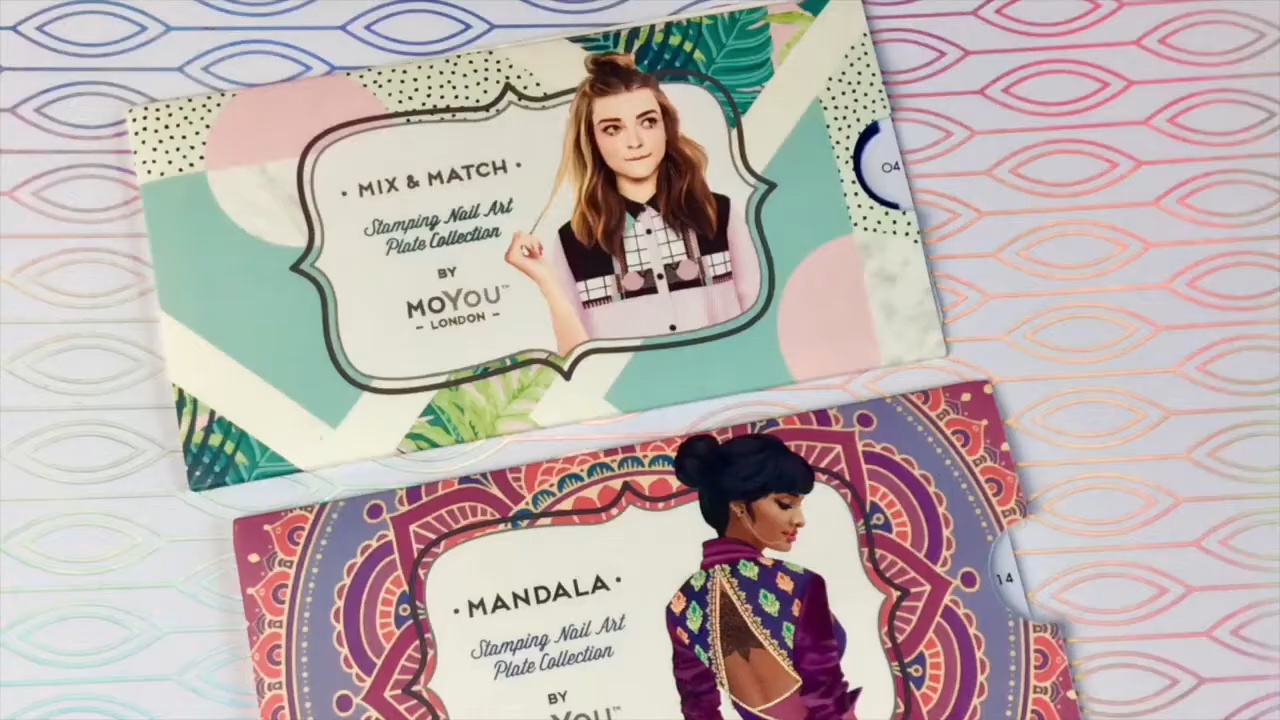 • MIX & MATCH •
Stamping Nail Art
Plate Collection
BY
MOYOU™
– LONDON –
04
• MANDALA •
Stamping Nail Art
Plate Collection
BY
YOU™
14